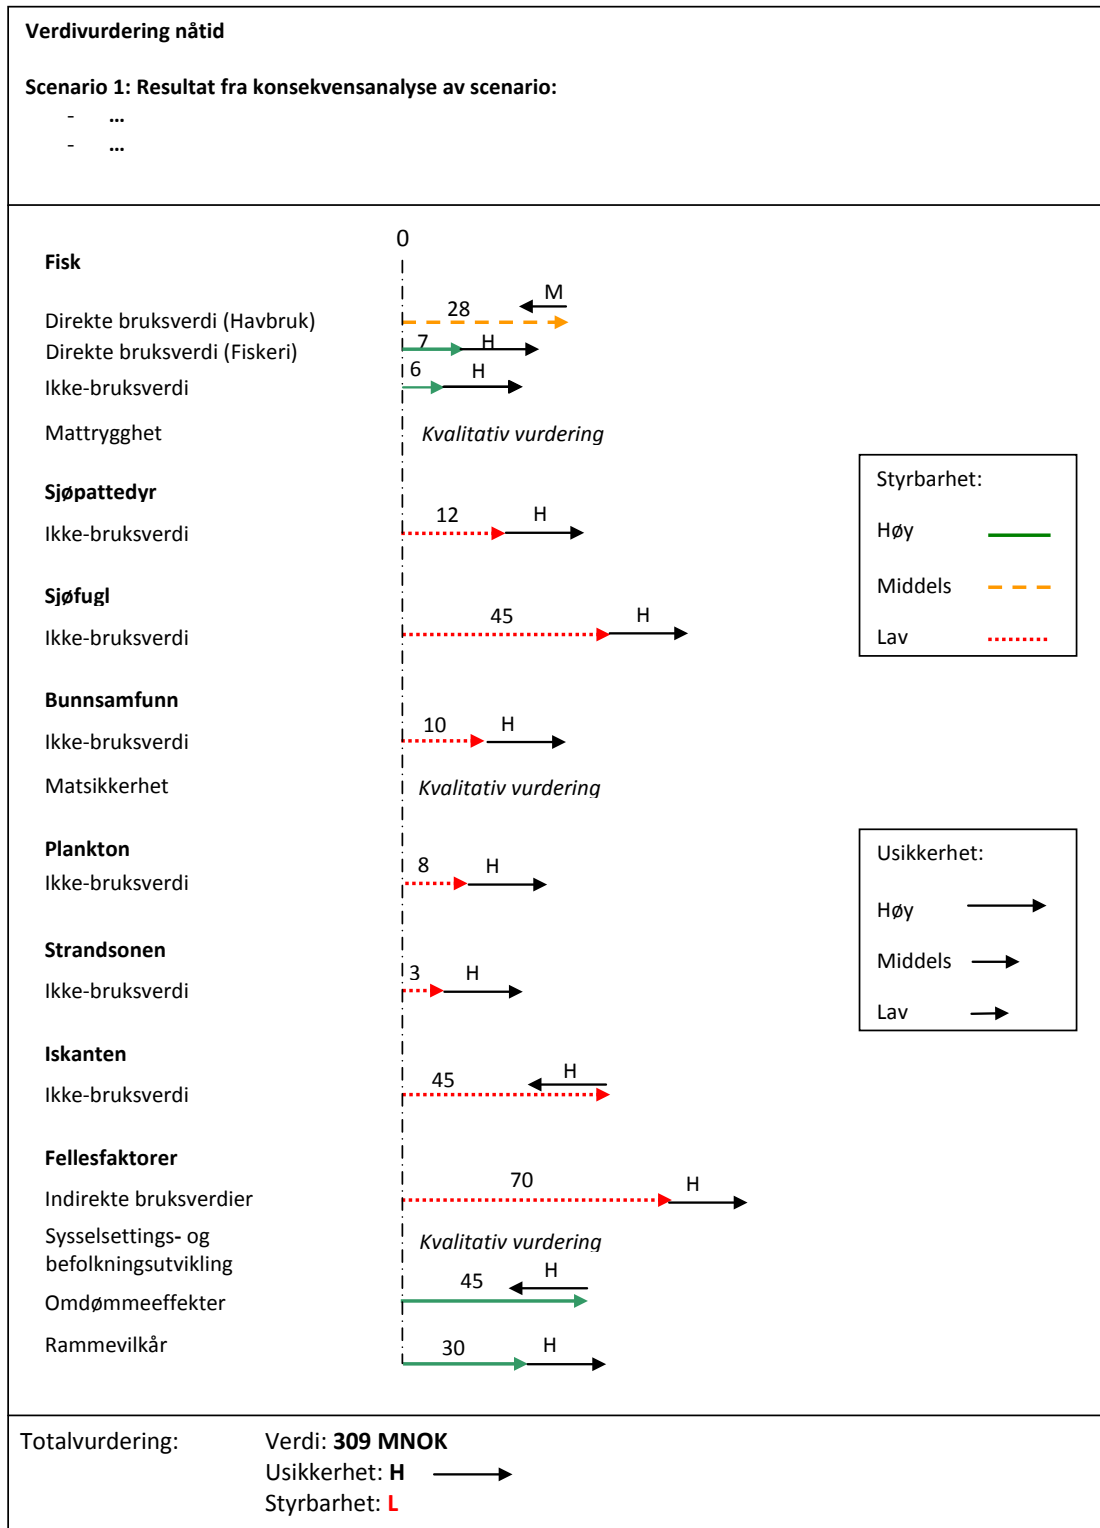 Verdivurdering nåtid
Scenario 1: Resultat fra konsekvensanalyse av scenario:
- ...
- ...
0
Fisk
M
28
Direkte bruksverdi (Havbruk)
7 H
Direkte bruksverdi (Fiskeri)
6 H
Ikke-bruksverdi
Mattrygghet Kvalitativ vurdering
Sjøpattedyr
12 H
Ikke-bruksverdi
Sjøfugl
45 H
Ikke-bruksverdi
Bunnsamfunn
10 H
Ikke-bruksverdi
Matsikkerhet Kvalitativ vurdering
Plankton
8 H
Ikke-bruksverdi
Strandsonen
3 H
Ikke-bruksverdi
Iskanten
45 H
Ikke-bruksverdi
Fellesfaktorer
70 H
Indirekte bruksverdier
Sysselsettings- og
befolkningsutvikling
Kvalitativ vurdering
45 H
Omdømmeeffekter
Rammevilkår
30 H
Styrbarhet:
Høy
Middels
Lav
Usikkerhet:
Høy
Middels
Lav
Totalvurdering: Verdi: 309 MNOK
Usikkerhet: H
Styrbarhet: L